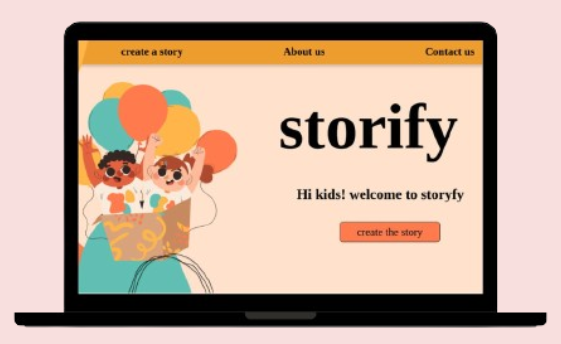 create a story
About us
Contact us
storify
Hi kids! welcome to storyfy
create the story